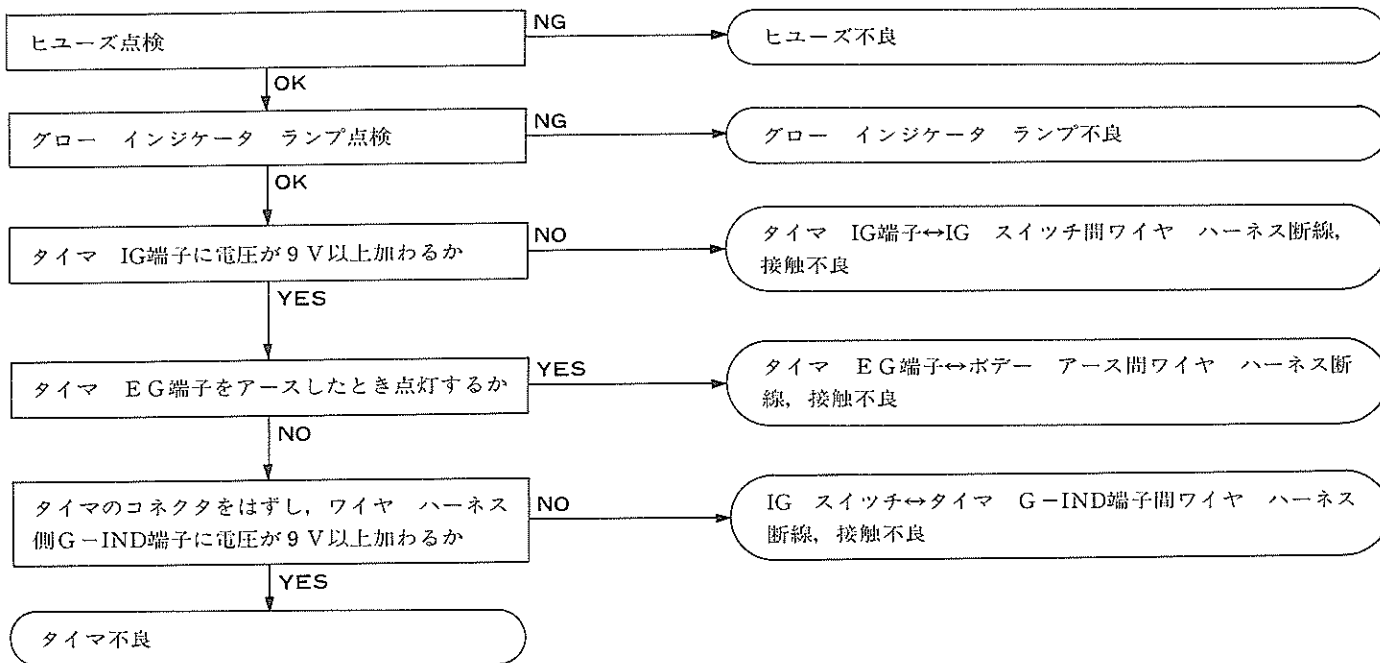 ヒユーズ点検
NG
ヒユーズ不良
OK
グロー インジケータ ランプ点検
NG
グロー インジケータ ランプ不良
OK
タイマ IG端子に電圧が9V以上加わるか
NO
タイマ IG端子↔IG スイツチ間ワイヤ ハーネス断線,
接触不良
YES
タイマ EG端子をアースしたとき点灯するか
YES
タイマ EG端子↔ボデー アース間ワイヤ ハーネス断
線, 接触不良
NO
タイマのコネクタをはずし, ワイヤ ハーネス
側G-IND端子に電圧が9V以上加わるか
NO
IG スイツチ↔タイマ G-IND端子間ワイヤ ハーネス
断線, 接触不良
YES
タイマ不良